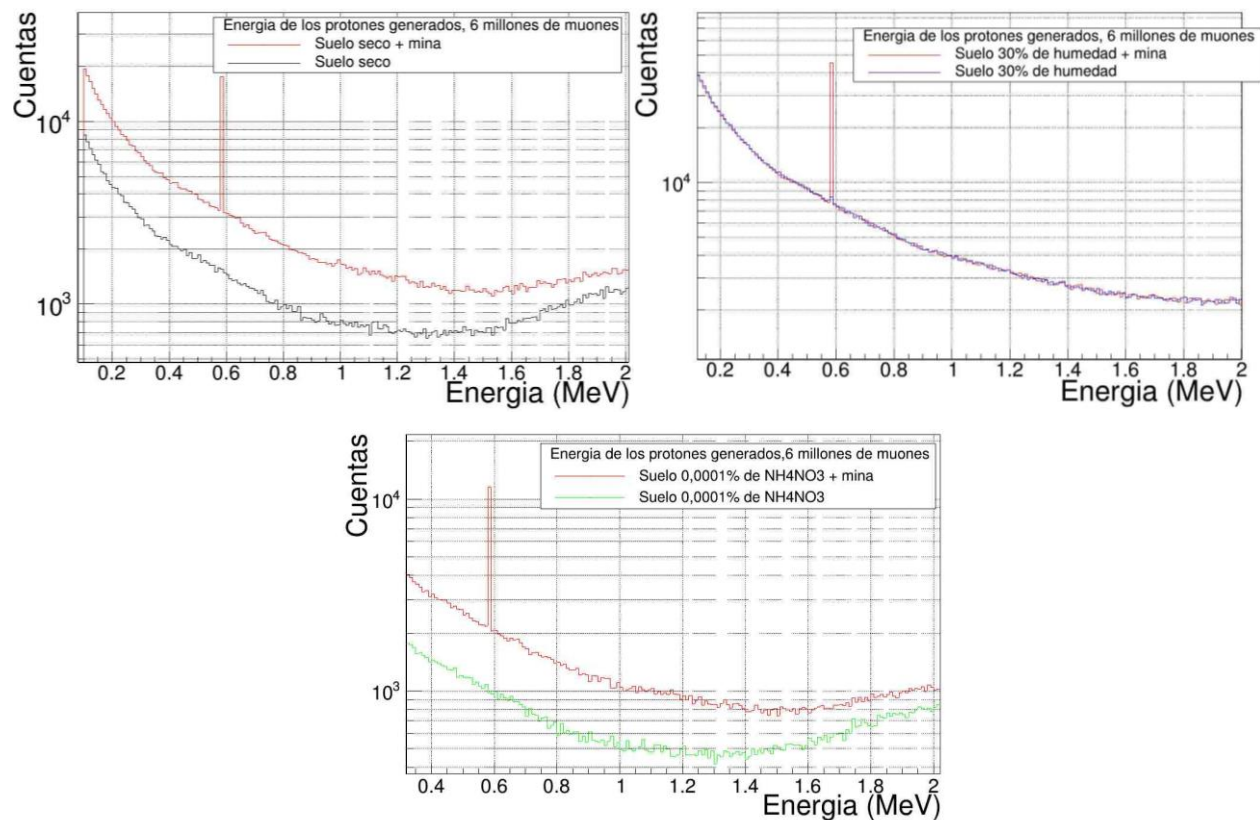 Energia de los protones generados, 6 millones de muones
Suelo seco + mina
Suelo seco
Cuentas
10^4
10^3
0.2 0.4 0.6 0.8 1 1.2 1.4 1.6 1.8 2
Energia (MeV)
Energia de los protones generados, 6 millones de muones
Suelo 30% de humedad + mina
Suelo 30% de humedad
Cuentas
10^4
0.2 0.4 0.6 0.8 1 1.2 1.4 1.6 1.8 2
Energia (MeV)
Energia de los protones generados,6 millones de muones
Suelo 0,0001% de NH4NO3 + mina
Suelo 0,0001% de NH4NO3
Cuentas
10^4
10^3
0.4 0.6 0.8 1 1.2 1.4 1.6 1.8 2
Energia (MeV)